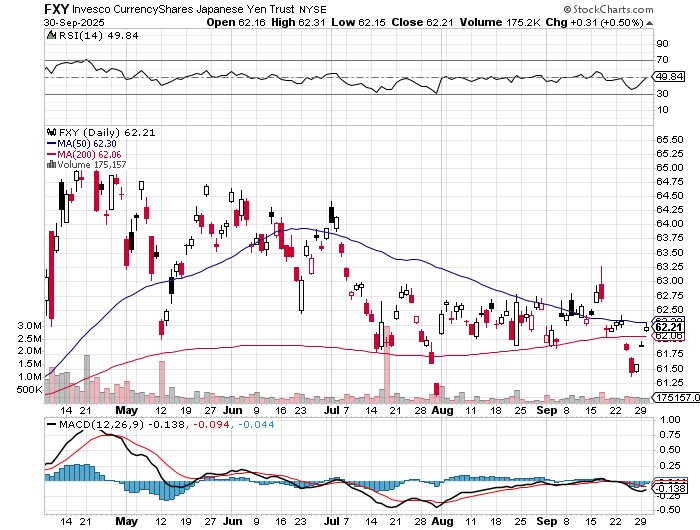 FXY Invesco CurrencyShares Japanese Yen Trust NYSE
© StockCharts.com
30-Sep-2025
Open 62.16 High 62.31 Low 62.15 Close 62.21 Volume 175.2K Chg +0.31 (+0.50%)
RSI(14) 49.84
90
70
49.84
30
10
FXY (Daily) 62.21
MA(50) 62.30
MA(200) 62.06
Volume 175,157
65.50
65.25
65.00
64.75
64.50
64.25
64.00
63.75
63.50
63.25
63.00
62.75
62.50
62.21
62.06
61.75
61.50
61.25
3.0M
2.5M
2.0M
1.5M
1.0M
500K
175157.0
14 21 May 12 19 27 Jun 9 16 23 Jul 7 14 21 Aug 11 18 25 Sep 8 15 22 29
MACD(12,26,9) -0.138, -0.094, -0.044
1.00
0.75
0.50
0.25
-0.138
-0.25
-0.50
14 21 May 12 19 27 Jun 9 16 23 Jul 7 14 21 Aug 11 18 25 Sep 8 15 22 29